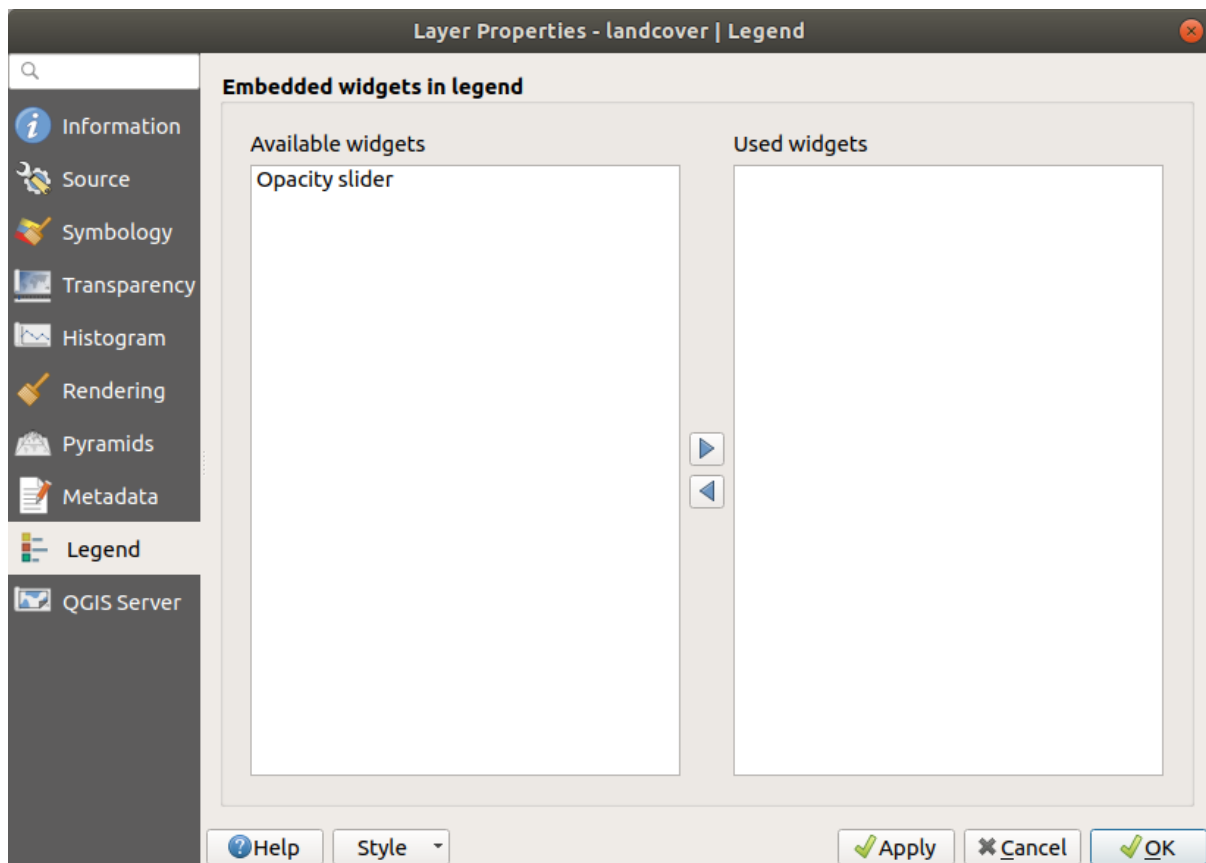 Layer Properties - landcover | Legend
Information
Source
Symbology
Transparency
Histogram
Rendering
Pyramids
Metadata
Legend
QGIS Server
Embedded widgets in legend
Available widgets
Opacity slider
Used widgets
Help
Style
Apply
Cancel
OK